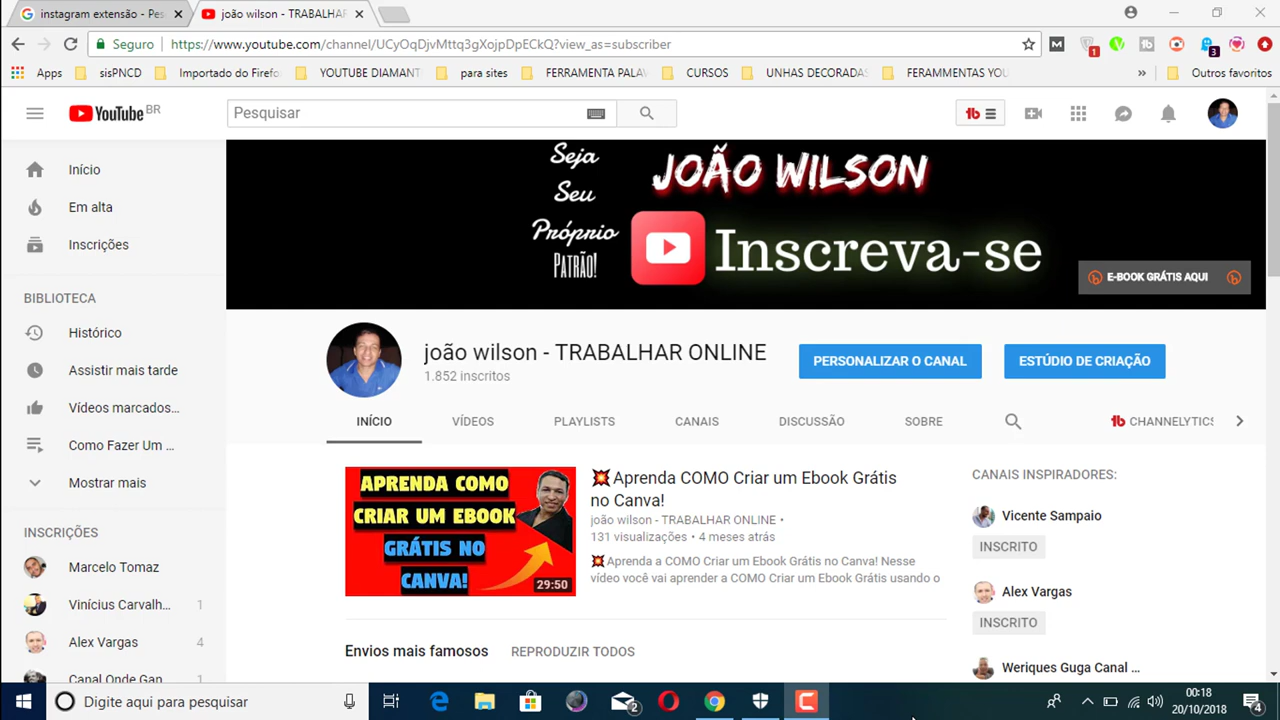 instagram extensão - Pes
joão wilson - TRABALHAR
Seguro
https://www.youtube.com/channel/UCyOqDjvMttq3gXojpDpECkQ?view_as=subscriber
1
3
Apps
sisPNCD
Importado do Firefo
YOUTUBE DIAMANT
para sites
FERRAMENTA PALAV
CURSOS
UNHAS DECORADAS
FERAMMENTAS YOU
»
Outros favoritos
YouTube BR
Pesquisar
tb
Início
Em alta
Inscrições
BIBLIOTECA
Histórico
Assistir mais tarde
Vídeos marcados...
Como Fazer Um ...
Mostrar mais
INSCRIÇÕES
Marcelo Tomaz
Vinícius Carvalh... 1
Alex Vargas 4
Canal Onde Gan
Seja
Seu
Próprio
PATRÃO!
JOÃO WILSON
Inscreva-se
E-BOOK GRÁTIS AQUI
joão wilson - TRABALHAR ONLINE
1.852 inscritos
PERSONALIZAR O CANAL
ESTÚDIO DE CRIAÇÃO
INÍCIO
VÍDEOS
PLAYLISTS
CANAIS
DISCUSSÃO
SOBRE
tb CHANNELYTICS
APRENDA COMO
CRIAR UM EBOOK
GRÁTIS NO
CANVA!
29:50
Aprenda COMO Criar um Ebook Grátis
no Canva!
joão wilson - TRABALHAR ONLINE •
131 visualizações • 4 meses atrás
Aprenda a COMO Criar um Ebook Grátis no Canva! Nesse
vídeo você vai aprender a COMO Criar um Ebook Grátis usando o
Envios mais famosos
REPRODUZIR TODOS
CANAIS INSPIRADORES:
Vicente Sampaio
INSCRITO
Alex Vargas
INSCRITO
Weriques Guga Canal ...
Digite aqui para pesquisar
2
00:18
20/10/2018
4